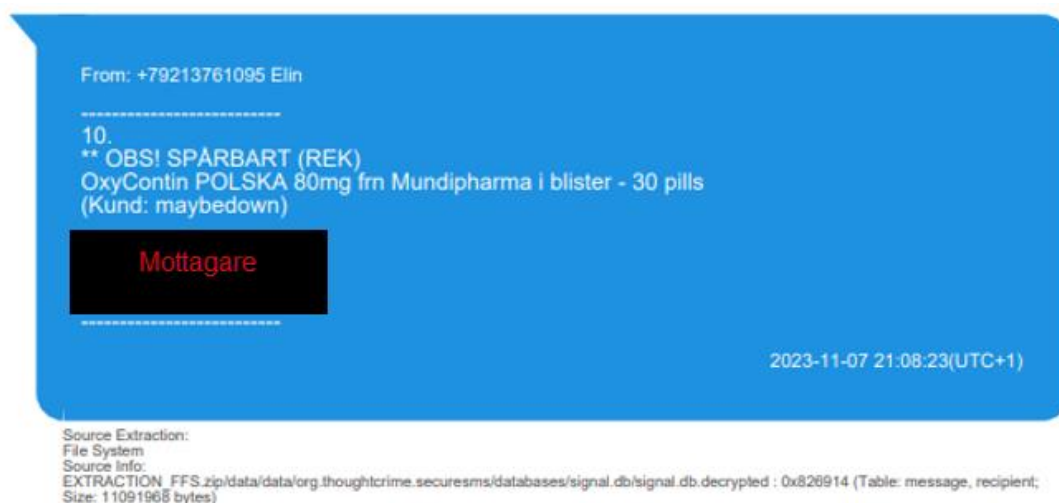 From: +79213761095 Elin
---------------------------
10.
** OBS! SPÅRBART (REK)
OxyContin POLSKA 80mg frn Mundipharma i blister - 30 pills
(Kund: maybedown)
Mottagare
---------------------------
2023-11-07 21:08:23(UTC+1)
Source Extraction:
File System
Source Info:
EXTRACTION_FFS.zip/data/data/org.thoughtcrime.securesms/databases/signal.db/signal.db.decrypted : 0x826914 (Table: message, recipient;
Size: 11091968 bytes)